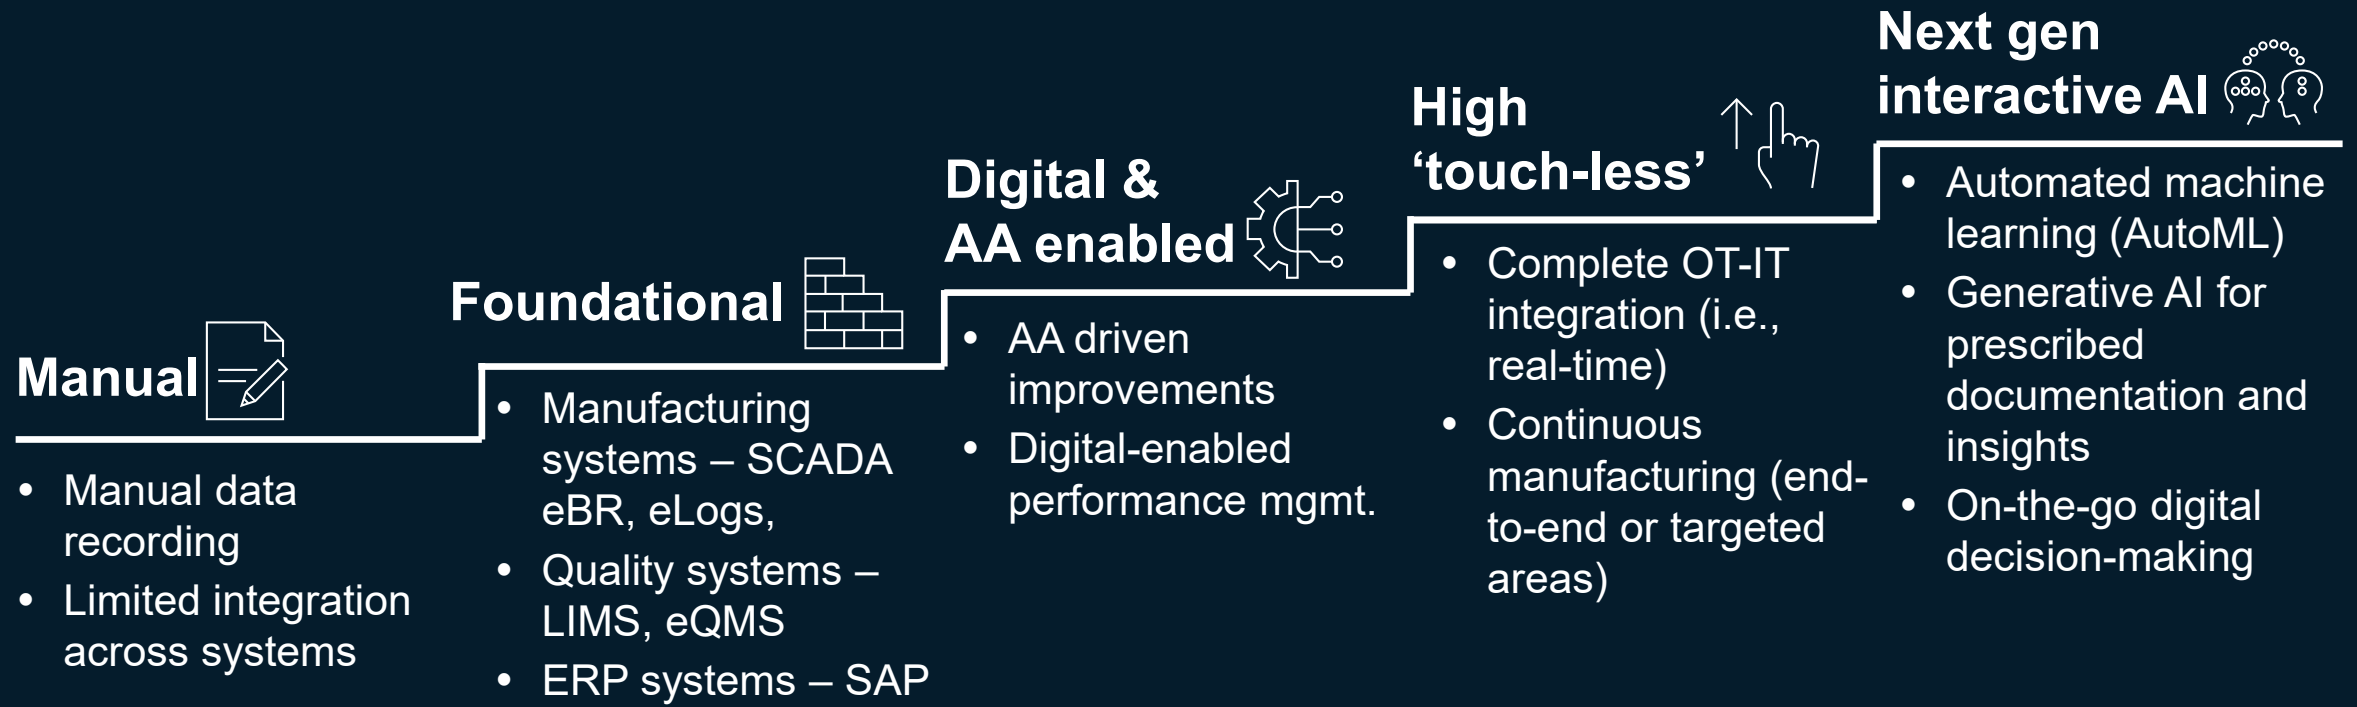 Manual
• Manual data
recording
• Limited integration
across systems
Foundational
• Manufacturing
systems – SCADA
eBR, eLogs,
• Quality systems –
LIMS, eQMS
• ERP systems – SAP
Digital &
AA enabled
• AA driven
improvements
• Digital-enabled
performance mgmt.
High
‘touch-less’
• Complete OT-IT
integration (i.e.,
real-time)
• Continuous
manufacturing (end-
to-end or targeted
areas)
Next gen
interactive AI
• Automated machine
learning (AutoML)
• Generative AI for
prescribed
documentation and
insights
• On-the-go digital
decision-making